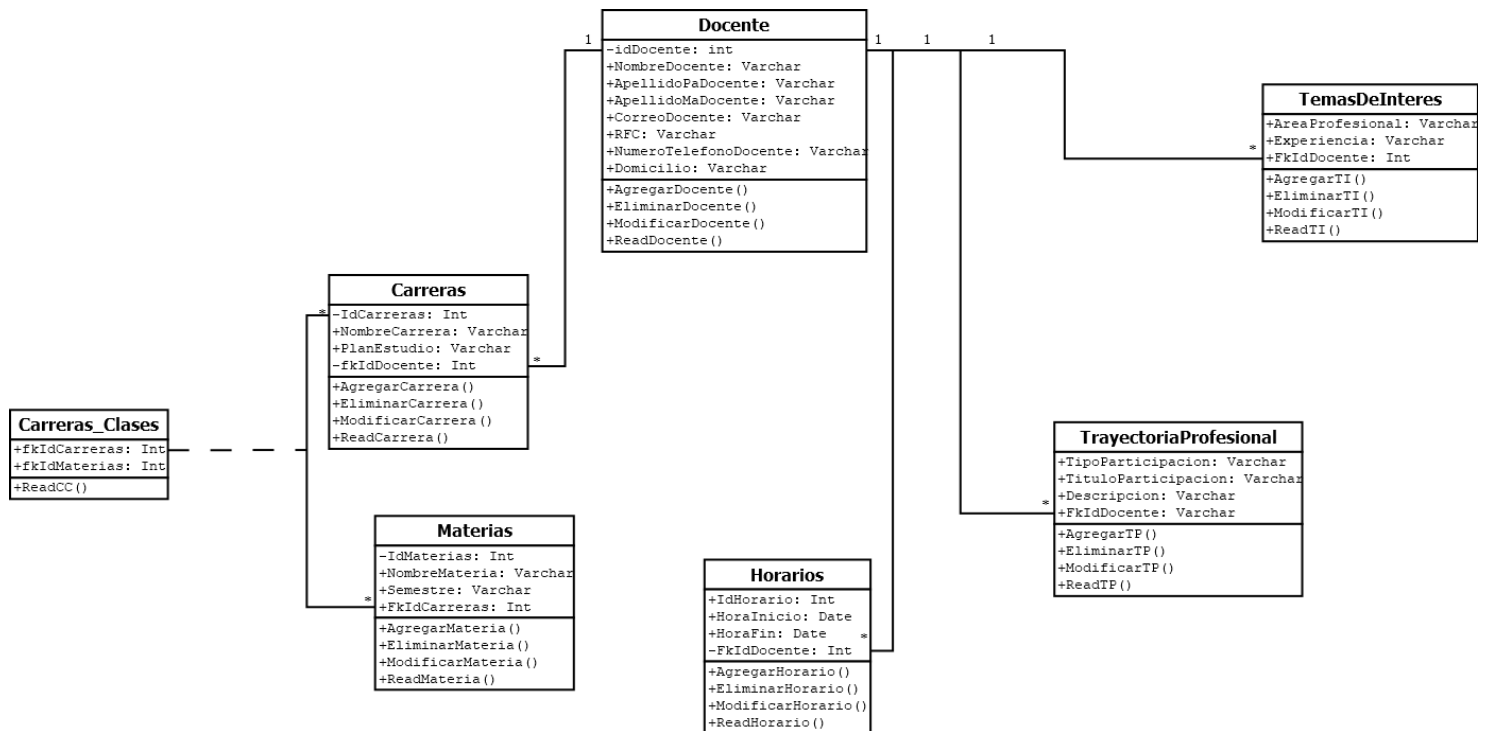 Docente
-idDocente: int
+NombreDocente: Varchar
+ApellidoPaDocente: Varchar
+ApellidoMaDocente: Varchar
+CorreoDocente: Varchar
+RFC: Varchar
+NumeroTelefonoDocente: Varchar
+Domicilio: Varchar
+AgregarDocente()
+EliminarDocente()
+ModificarDocente()
+ReadDocente()
1
1
1
1
TemasDeInteres
+AreaProfesional: Varchar
+Experiencia: Varchar
+FkIdDocente: Int
+AgregarTI()
+EliminarTI()
+ModificarTI()
+ReadTI()
*
Carreras
-IdCarreras: Int
+NombreCarrera: Varchar
+PlanEstudio: Varchar
-fkIdDocente: Int
+AgregarCarrera()
+EliminarCarrera()
+ModificarCarrera()
+ReadCarrera()
*
*
Carreras_Clases
+fkIdCarreras: Int
+fkIdMaterias: Int
+ReadCC()
TrayectoriaProfesional
+TipoParticipacion: Varchar
+TituloParticipacion: Varchar
+Descripcion: Varchar
+FkIdDocente: Varchar
+AgregarTP()
+EliminarTP()
+ModificarTP()
+ReadTP()
*
Materias
-IdMaterias: Int
+NombreMateria: Varchar
+Semestre: Varchar
+FkIdCarreras: Int
+AgregarMateria()
+EliminarMateria()
+ModificarMateria()
+ReadMateria()
*
Horarios
+IdHorario: Int
+HoraInicio: Date
+HoraFin: Date
-FkIdDocente: Int
+AgregarHorario()
+EliminarHorario()
+ModificarHorario()
+ReadHorario()
*